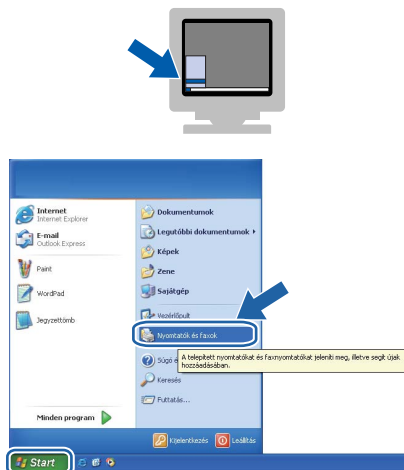 Internet
Internet Explorer
E-mail
Outlook Express
Paint
WordPad
Jegyzettömb
Minden program
Dokumentumok
Legutóbbi dokumentumok
Képek
Zene
Sajátgép
Vezérlőpult
Nyomtatók és faxok
A telepített nyomtatókat és faxnyomtatókat jeleníti meg, illetve segít újak
hozzáadásában.
Súgó é
Keresés
Futtatás...
Kijelentkezés
Leállítás
Start